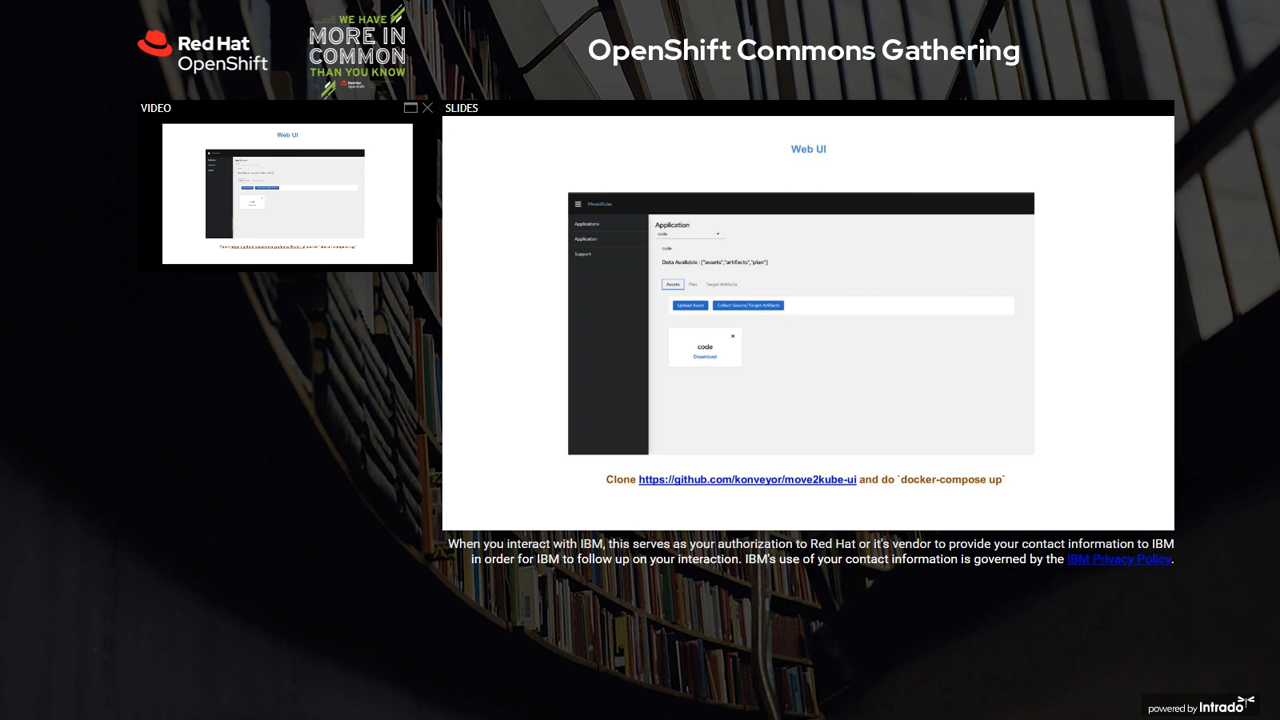 Red Hat
OpenShift
WE HAVE
MORE IN
COMMON
THAN YOU KNOW
Red Hat
OpenShift
OpenShift Commons Gathering
VIDEO
SLIDES
Web UI
Web UI
Move2Kube
Applications
Application
Support
Application
code
code
Data Available : ["assets","artifacts","plan"]
Assets Plan Target Artifacts
Upload Asset Collect Source/Target Artifacts
code
Download
Clone https://github.com/konveyor/move2kube-ui and do `docker-compose up`
When you interact with IBM, this serves as your authorization to Red Hat or it's vendor to provide your contact information to IBM
in order for IBM to follow up on your interaction. IBM's use of your contact information is governed by the IBM Privacy Policy.
powered by Intrado